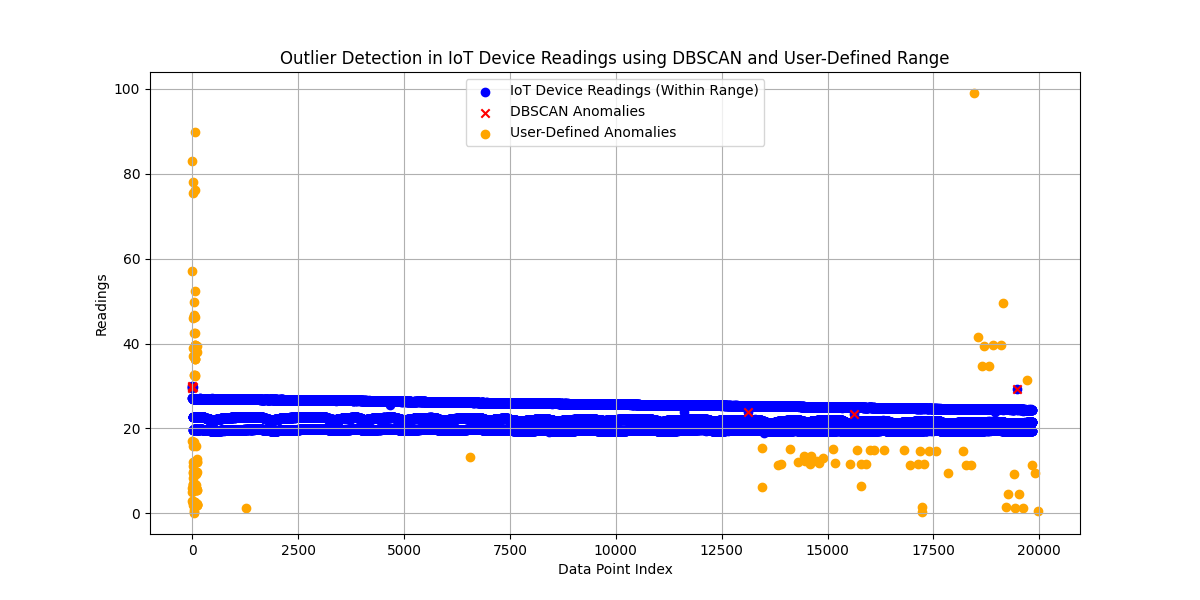 Outlier Detection in IoT Device Readings using DBSCAN and User-Defined Range
IoT Device Readings (Within Range)
DBSCAN Anomalies
User-Defined Anomalies
100
80
60
40
20
0
Readings
0 2500 5000 7500 10000 12500 15000 17500 20000
Data Point Index